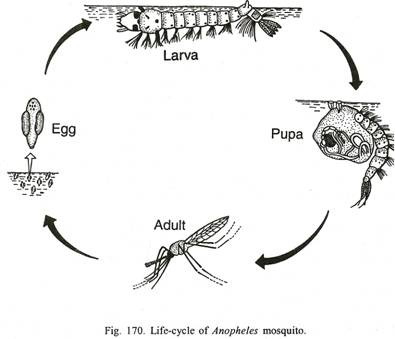 Larva
Egg
Pupa
Adult
Fig. 170. Life-cycle of Anopheles mosquito.